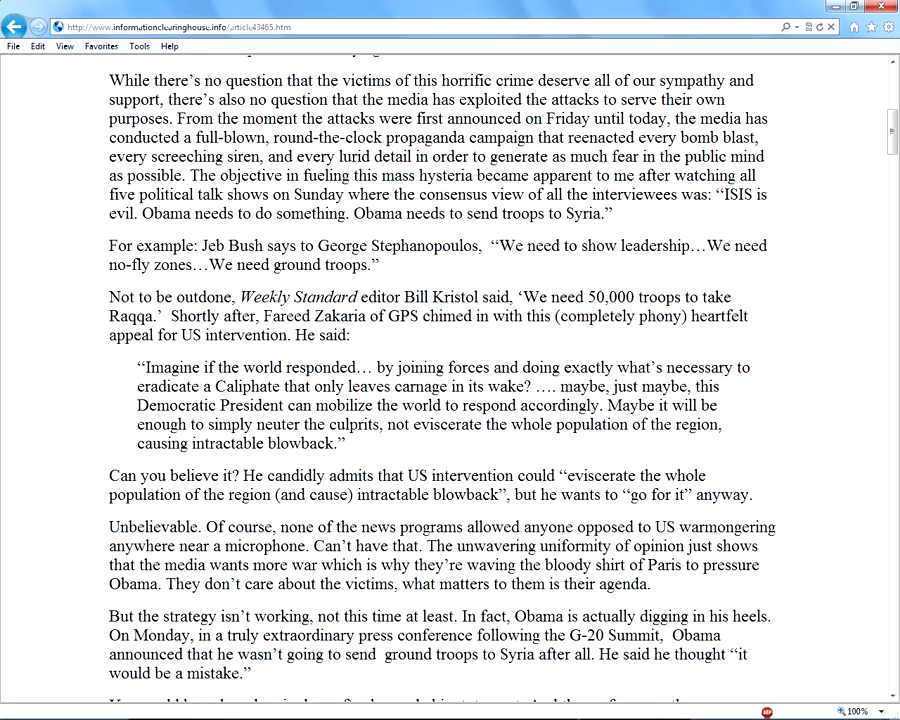 http://www.informationclearinghouse.info/article43465.htm
File Edit View Favorites Tools Help
While there’s no question that the victims of this horrific crime deserve all of our sympathy and
support, there’s also no question that the media has exploited the attacks to serve their own
purposes. From the moment the attacks were first announced on Friday until today, the media has
conducted a full-blown, round-the-clock propaganda campaign that reenacted every bomb blast,
every screeching siren, and every lurid detail in order to generate as much fear in the public mind
as possible. The objective in fueling this mass hysteria became apparent to me after watching all
five political talk shows on Sunday where the consensus view of all the interviewees was: “ISIS is
evil. Obama needs to do something. Obama needs to send troops to Syria.”
For example: Jeb Bush says to George Stephanopoulos, “We need to show leadership…We need
no-fly zones…We need ground troops.”
Not to be outdone, Weekly Standard editor Bill Kristol said, ‘We need 50,000 troops to take
Raqqa.’ Shortly after, Fareed Zakaria of GPS chimed in with this (completely phony) heartfelt
appeal for US intervention. He said:
“Imagine if the world responded… by joining forces and doing exactly what’s necessary to
eradicate a Caliphate that only leaves carnage in its wake? …. maybe, just maybe, this
Democratic President can mobilize the world to respond accordingly. Maybe it will be
enough to simply neuter the culprits, not eviscerate the whole population of the region,
causing intractable blowback.”
Can you believe it? He candidly admits that US intervention could “eviscerate the whole
population of the region (and cause) intractable blowback”, but he wants to “go for it” anyway.
Unbelievable. Of course, none of the news programs allowed anyone opposed to US warmongering
anywhere near a microphone. Can’t have that. The unwavering uniformity of opinion just shows
that the media wants more war which is why they’re waving the bloody shirt of Paris to pressure
Obama. They don’t care about the victims, what matters to them is their agenda.
But the strategy isn’t working, not this time at least. In fact, Obama is actually digging in his heels.
On Monday, in a truly extraordinary press conference following the G-20 Summit, Obama
announced that he wasn’t going to send ground troops to Syria after all. He said he thought “it
would be a mistake.”
ABP
100%